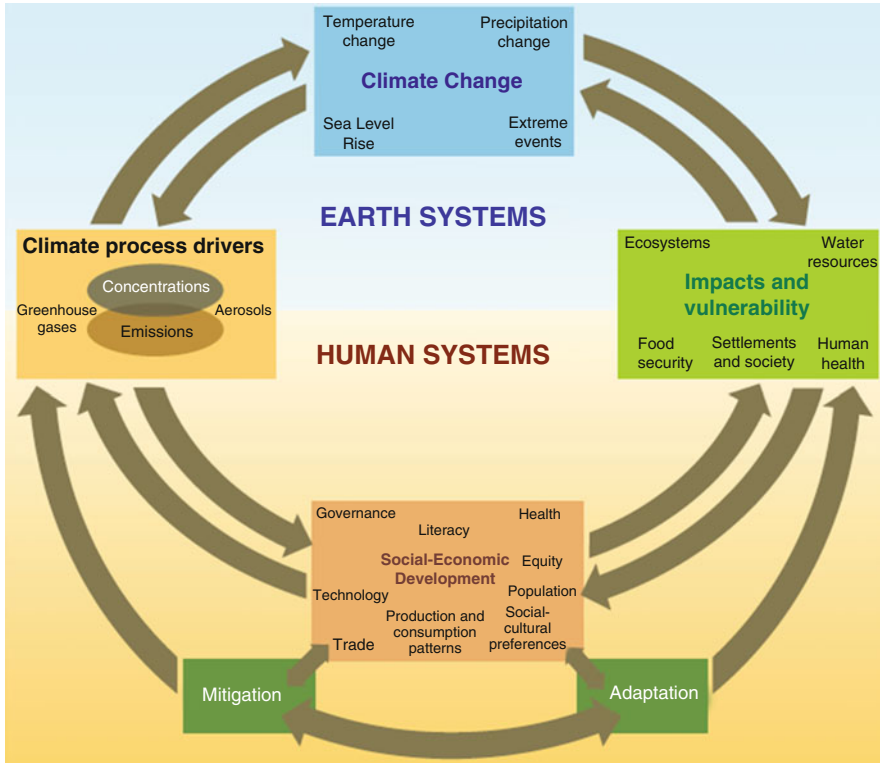 Temperature
change
Precipitation
change
Climate Change
Sea Level
Rise
Extreme
events
EARTH SYSTEMS
Climate process drivers
Concentrations
Greenhouse
gases
Aerosols
Emissions
Ecosystems
Water
resources
Impacts and
vulnerability
Food
security
Settlements
and society
Human
health
HUMAN SYSTEMS
Governance
Literacy
Health
Social-Economic
Development
Equity
Technology
Population
Production and
consumption
patterns
Social-
cultural
preferences
Trade
Mitigation
Adaptation